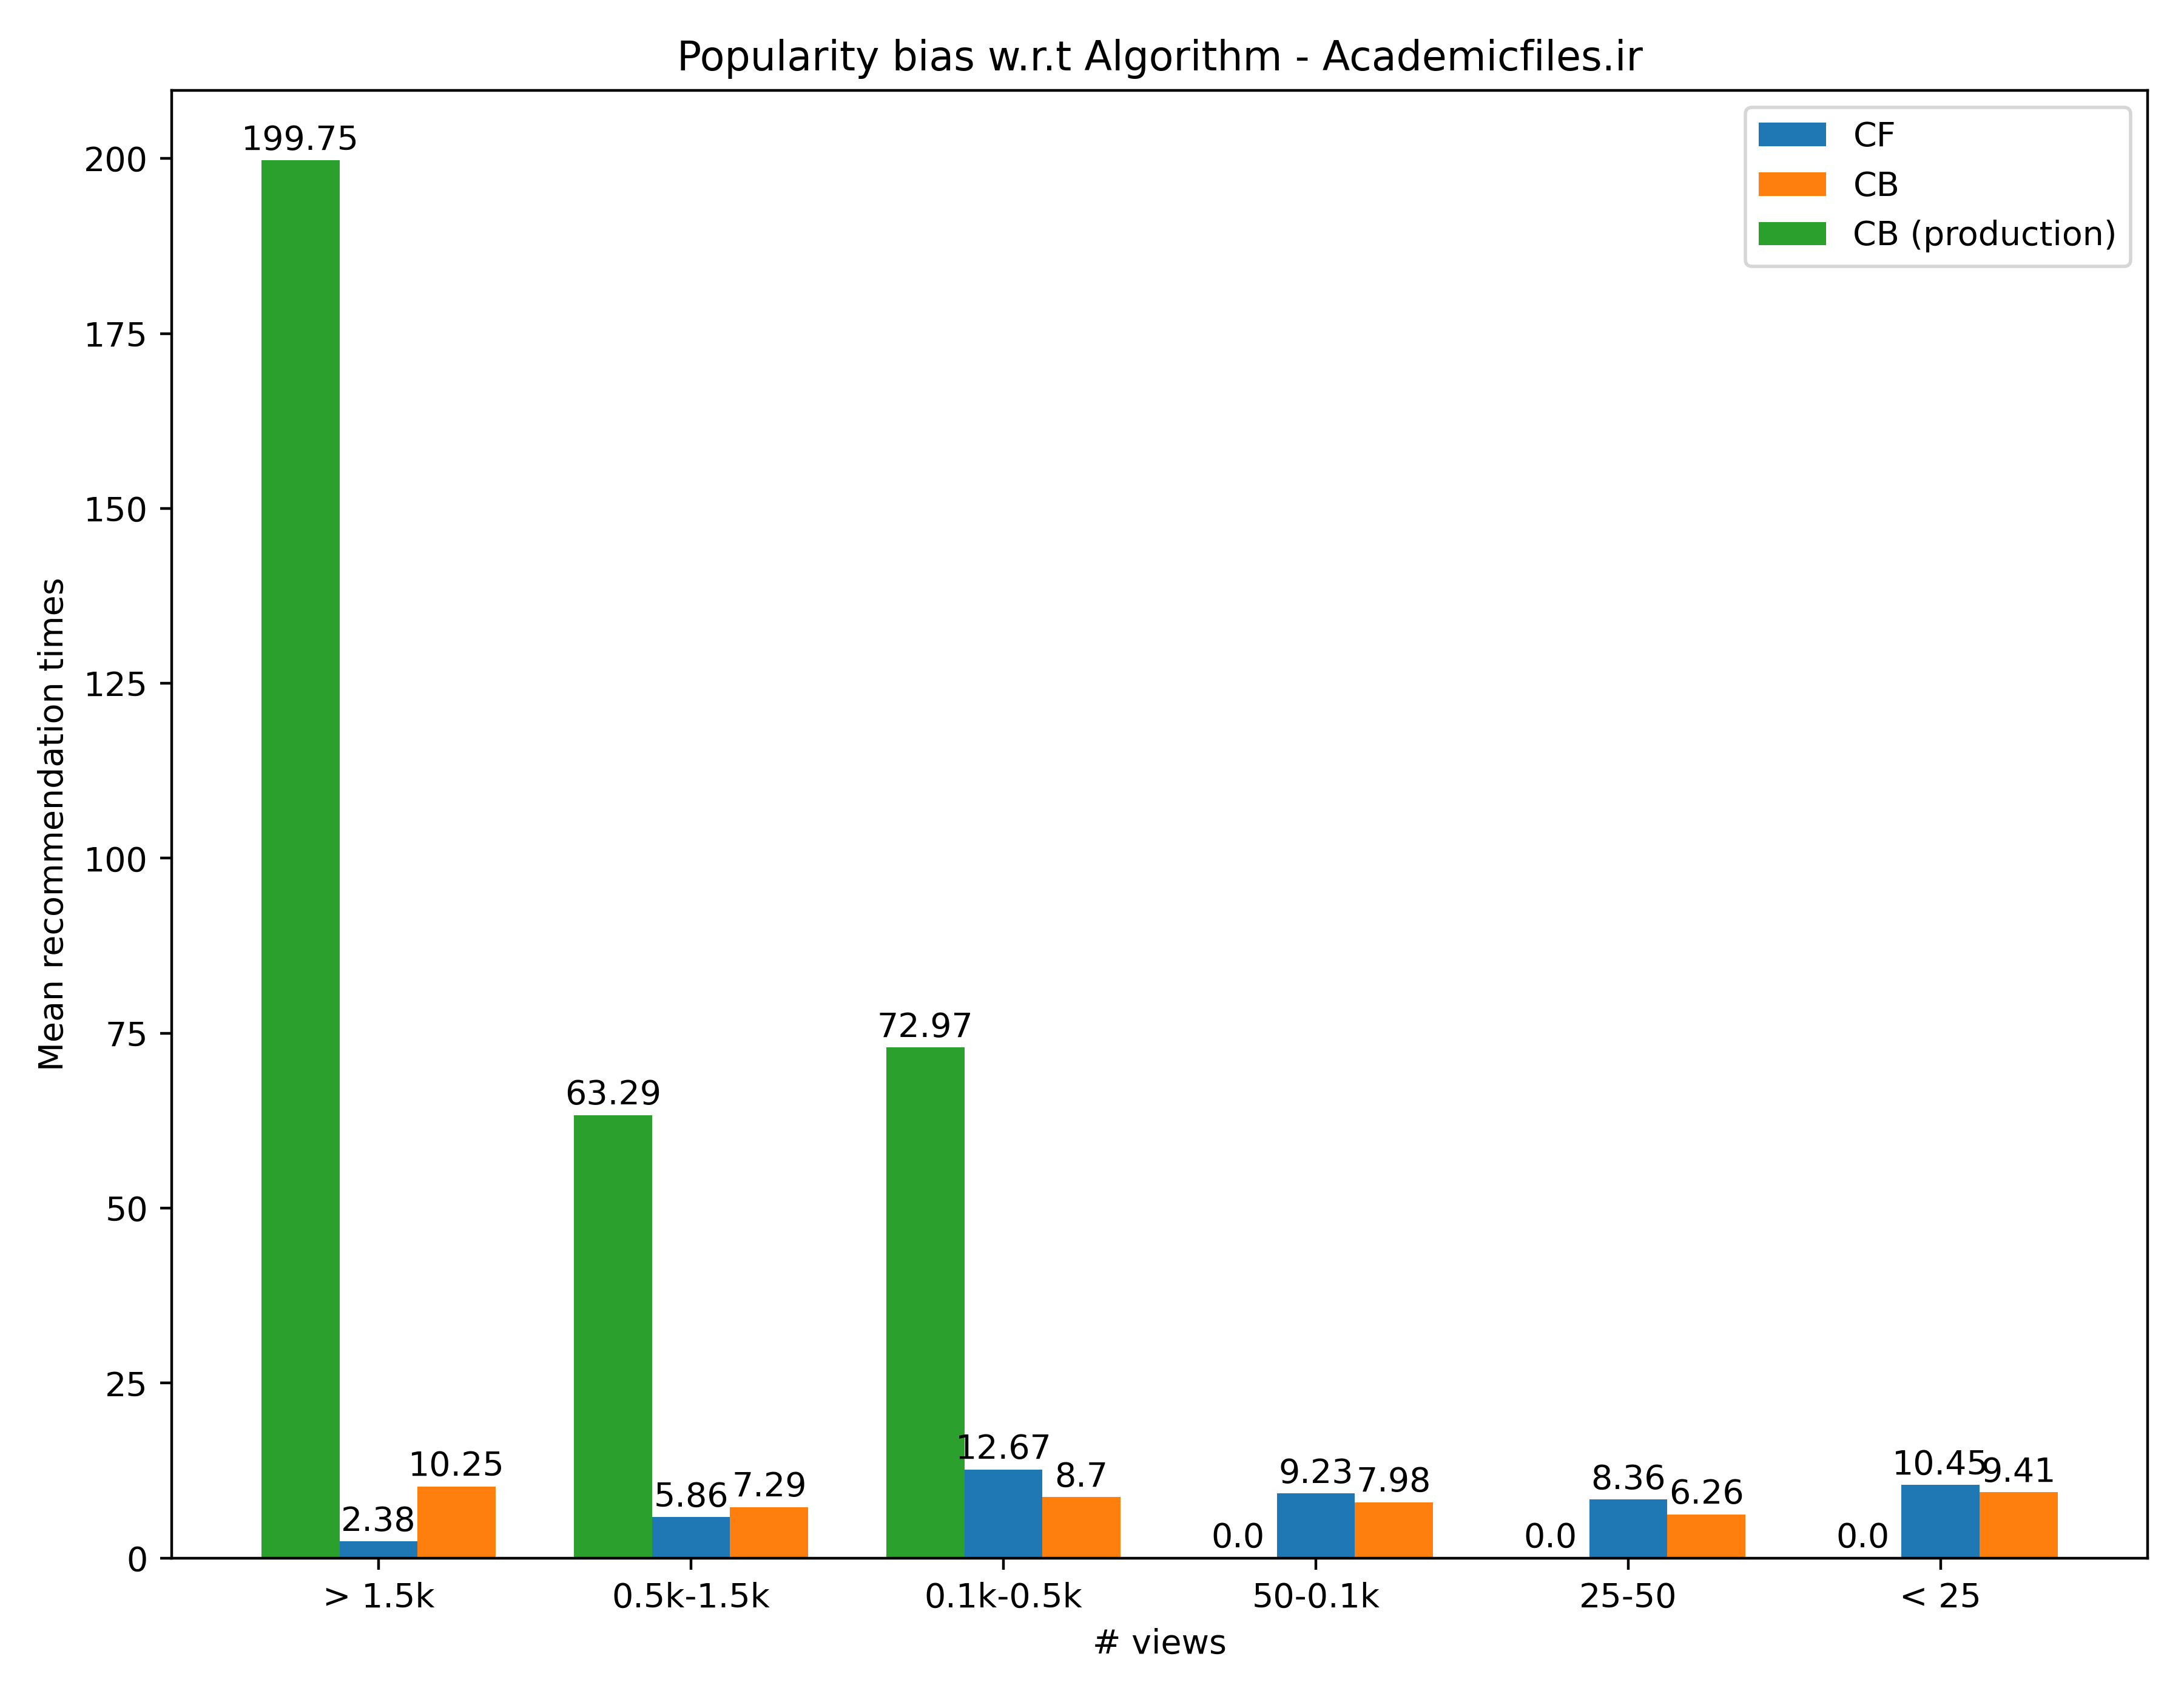 Popularity bias w.r.t Algorithm - Academicfiles.ir
CF
CB
CB (production)
Mean recommendation times
200
175
150
125
100
75
50
25
0
199.75
2.38
10.25
63.29
5.86
7.29
72.97
12.67
8.7
0.0
9.23
7.98
0.0
8.36
6.26
0.0
10.45
9.41
> 1.5k
0.5k-1.5k
0.1k-0.5k
50-0.1k
25-50
< 25
# views